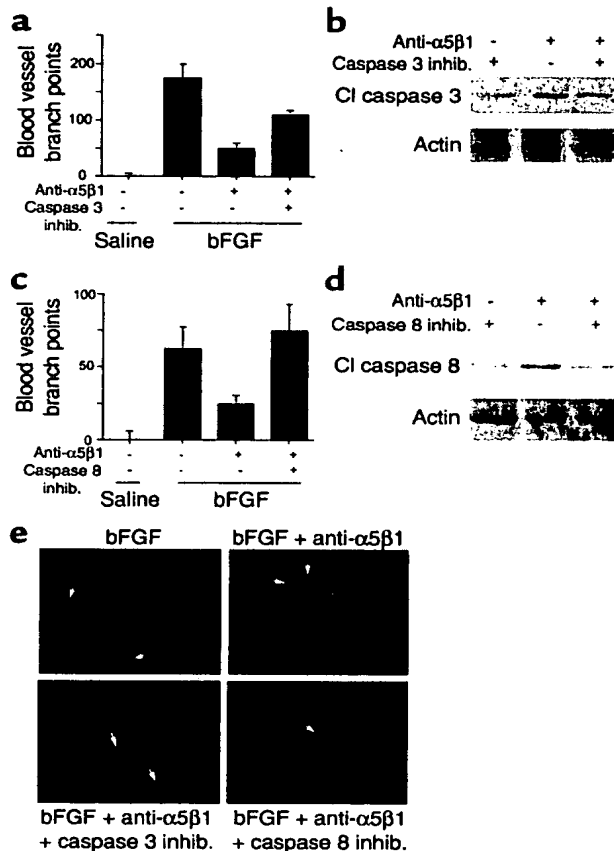 a
Blood vessel
branch points
200
100
0
Anti-α5β1 - - + +
Caspase 3 - - - +
inhib.
Saline bFGF
b
Anti-α5β1 - + +
Caspase 3 inhib. + - +
Cl caspase 3
Actin
c
Blood vessel
branch points
100
50
0
Anti-α5β1 - - + +
Caspase 8 - - - +
inhib.
Saline bFGF
d
Anti-α5β1 - + +
Caspase 8 inhib. + - +
Cl caspase 8
Actin
e
bFGF
bFGF + anti-α5β1
bFGF + anti-α5β1
+ caspase 3 inhib.
bFGF + anti-α5β1
+ caspase 8 inhib.